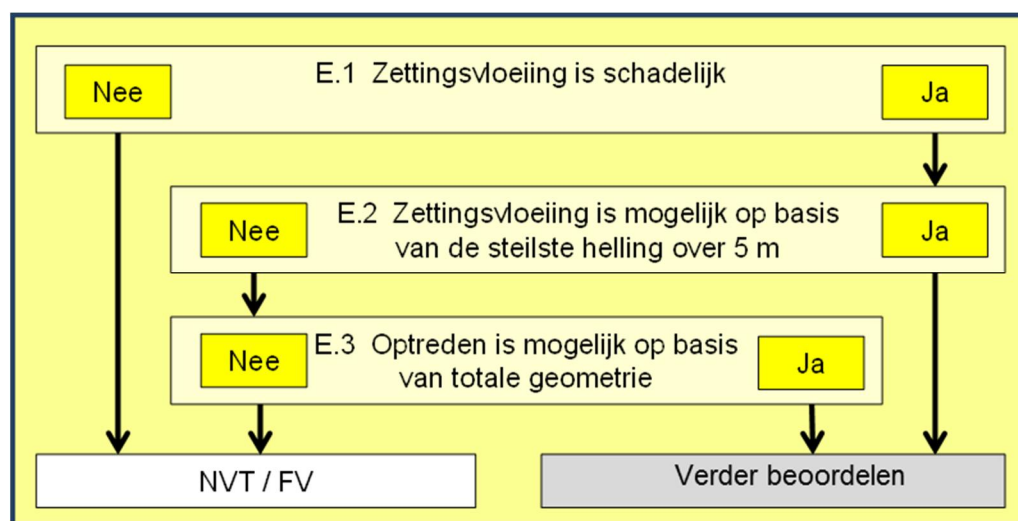 E.1 Zettingsvloeiing is schadelijk
Nee
Ja
E.2 Zettingsvloeiing is mogelijk op basis
van de steilste helling over 5 m
Nee
Ja
E.3 Optreden is mogelijk op basis
van totale geometrie
Nee
Ja
NVT / FV
Verder beoordelen